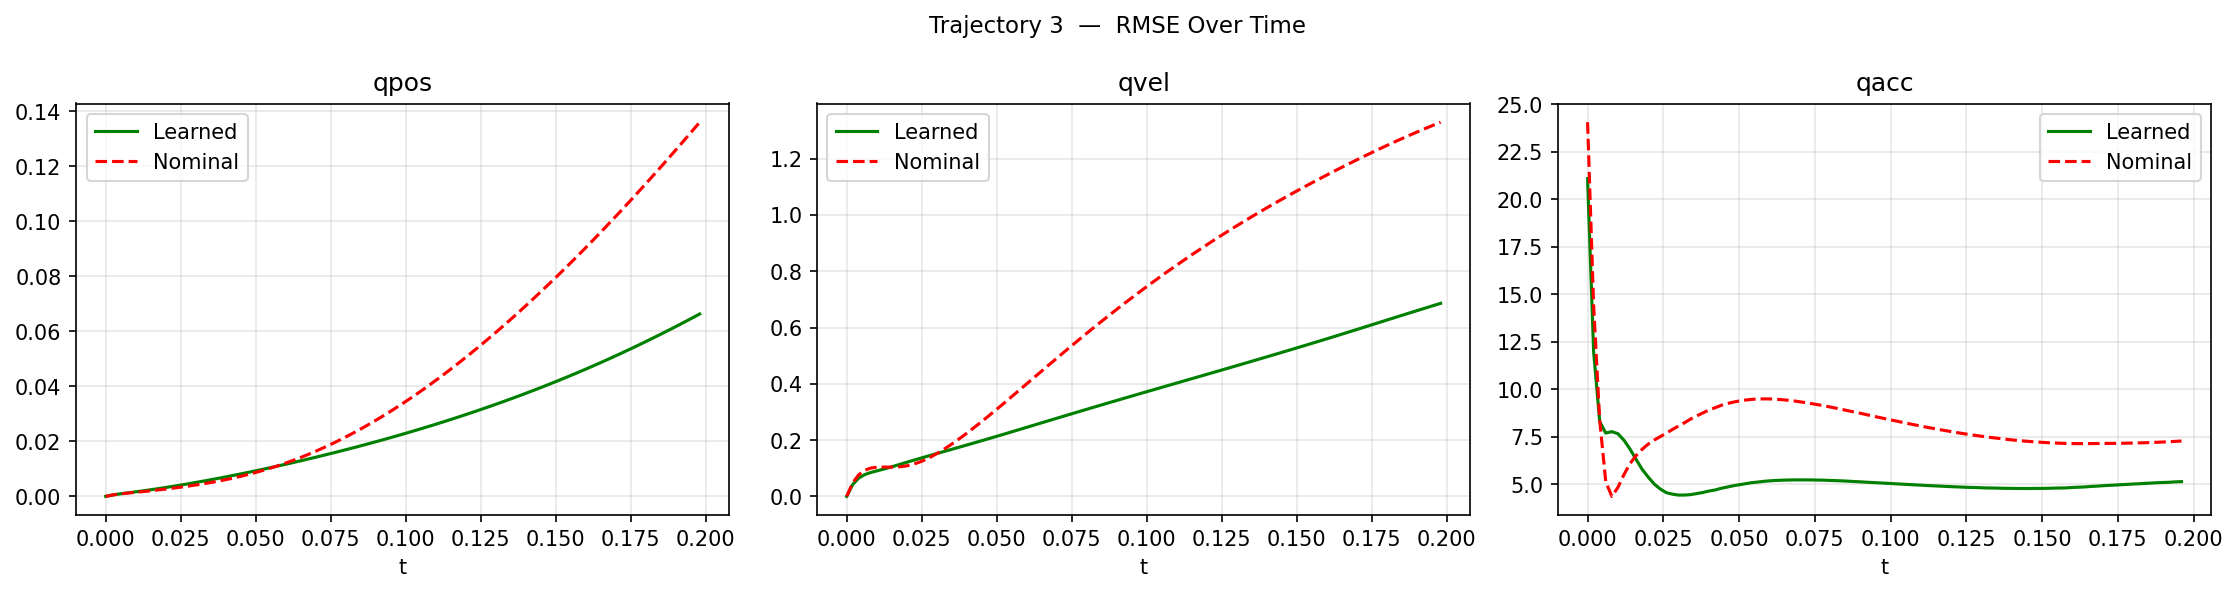 Trajectory 3 — RMSE Over Time
qpos
0.14
0.12
0.10
0.08
0.06
0.04
0.02
0.00
Learned
Nominal
0.000 0.025 0.050 0.075 0.100 0.125 0.150 0.175 0.200
t
qvel
1.2
1.0
0.8
0.6
0.4
0.2
0.0
Learned
Nominal
0.000 0.025 0.050 0.075 0.100 0.125 0.150 0.175 0.200
t
qacc
25.0
22.5
20.0
17.5
15.0
12.5
10.0
7.5
5.0
Learned
Nominal
0.000 0.025 0.050 0.075 0.100 0.125 0.150 0.175 0.200
t